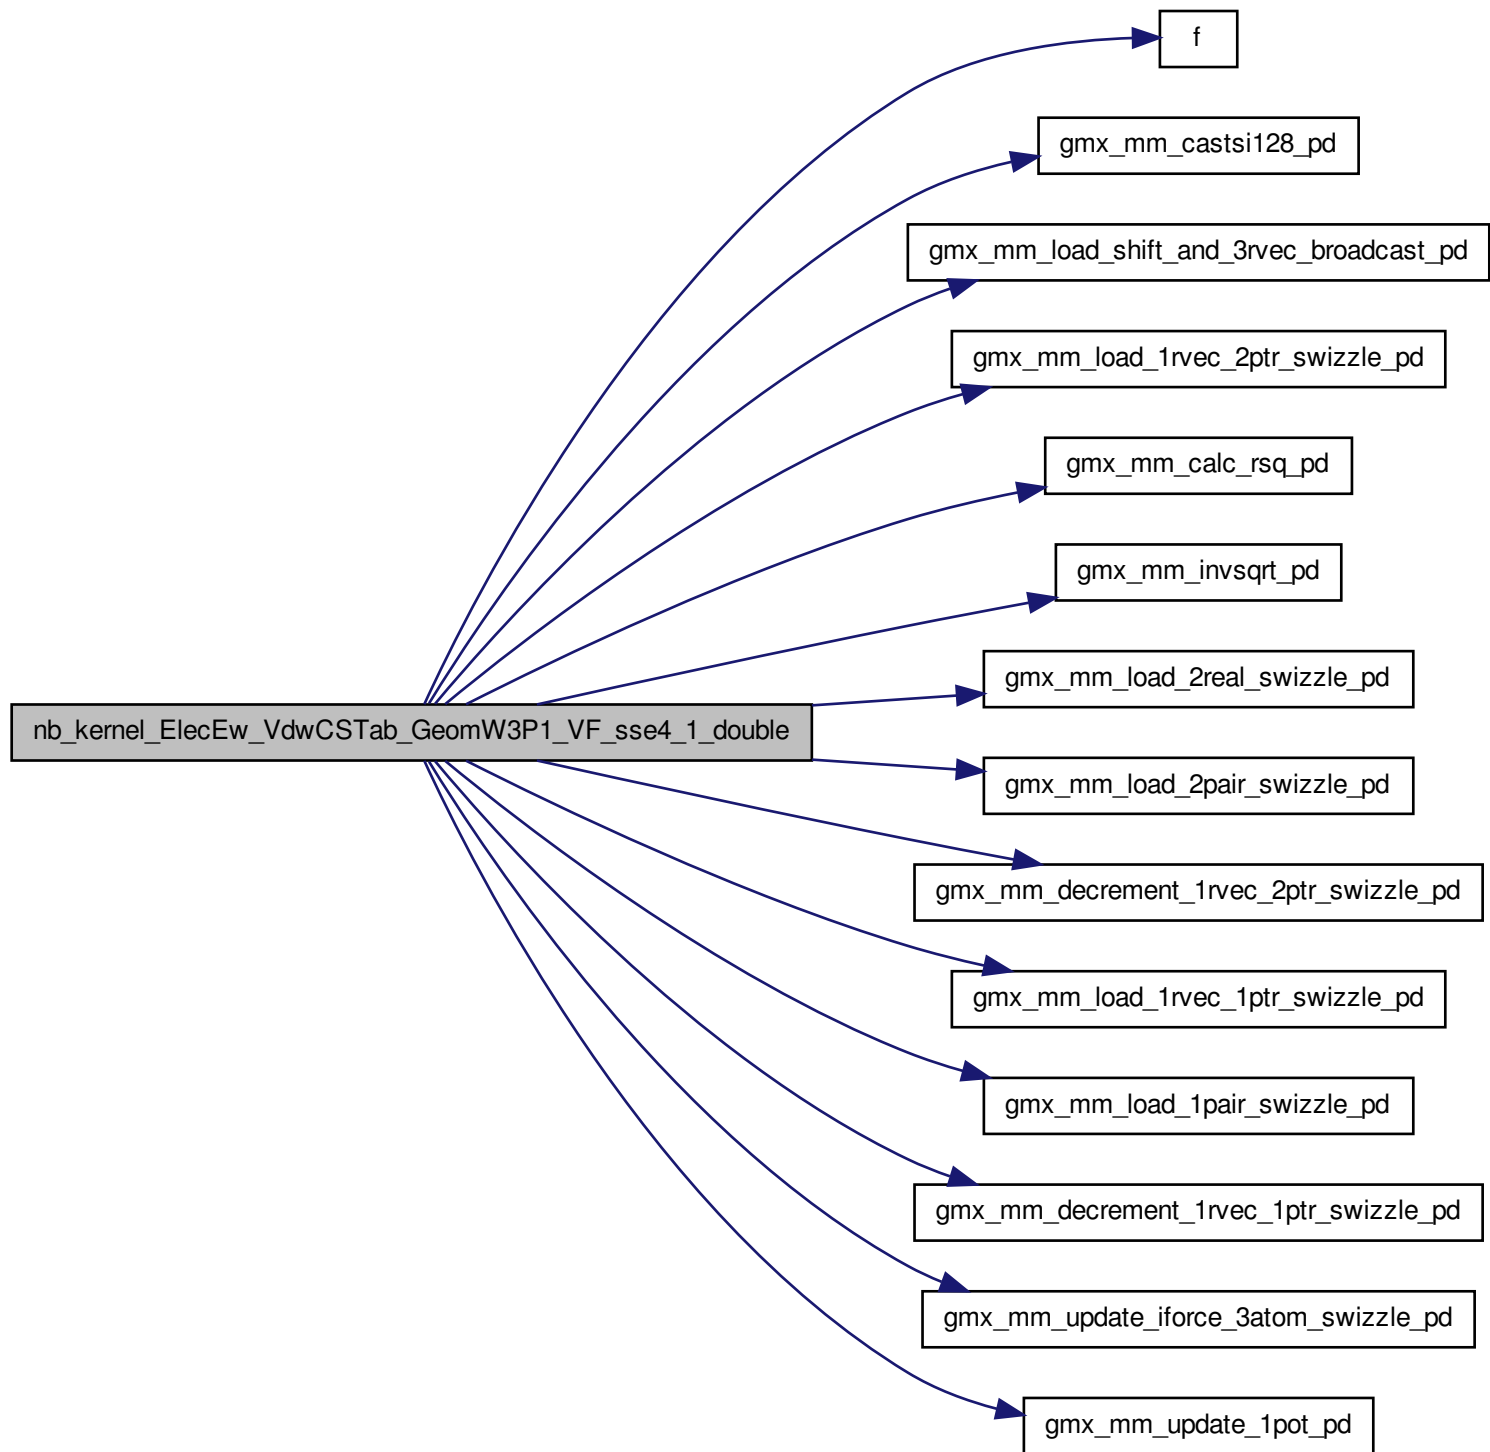 f
gmx_mm_castsi128_pd
gmx_mm_load_shift_and_3rvec_broadcast_pd
gmx_mm_load_1rvec_2ptr_swizzle_pd
gmx_mm_calc_rsq_pd
gmx_mm_invsqrt_pd
gmx_mm_load_2real_swizzle_pd
nb_kernel_ElecEw_VdwCSTab_GeomW3P1_VF_sse4_1_double
gmx_mm_load_2pair_swizzle_pd
gmx_mm_decrement_1rvec_2ptr_swizzle_pd
gmx_mm_load_1rvec_1ptr_swizzle_pd
gmx_mm_load_1pair_swizzle_pd
gmx_mm_decrement_1rvec_1ptr_swizzle_pd
gmx_mm_update_iforce_3atom_swizzle_pd
gmx_mm_update_1pot_pd